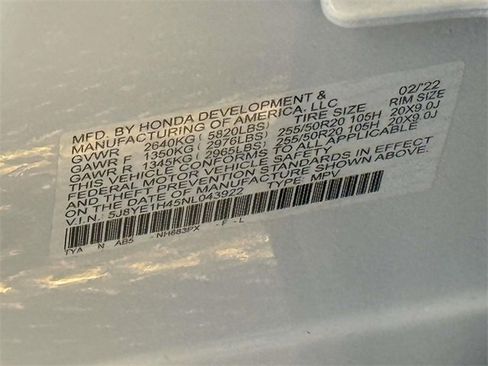 MFD. BY HONDA DEVELOPMENT & 02/'22
MANUFACTURING OF AMERICA, LLC
TIRE SIZE RIM SIZE
GVWR 2640KG ( 5820LBS)
GAWR F 1350KG ( 2976LBS) 255/50R20 105H 20X9.0J
GAWR R 1345KG ( 2965LBS) 255/50R20 105H 20X9.0J
THIS VEHICLE CONFORMS TO ALL APPLICABLE
FEDERAL MOTOR VEHICLE SAFETY, BUMPER
AND THEFT PREVENTION STANDARDS IN EFFECT
ON THE DATE OF MANUFACTURE SHOWN ABOVE.
V.I.N.: 5J8YE1H45NL043922 TYPE: MPV
TYA N AB5 -NH883PX -F -L